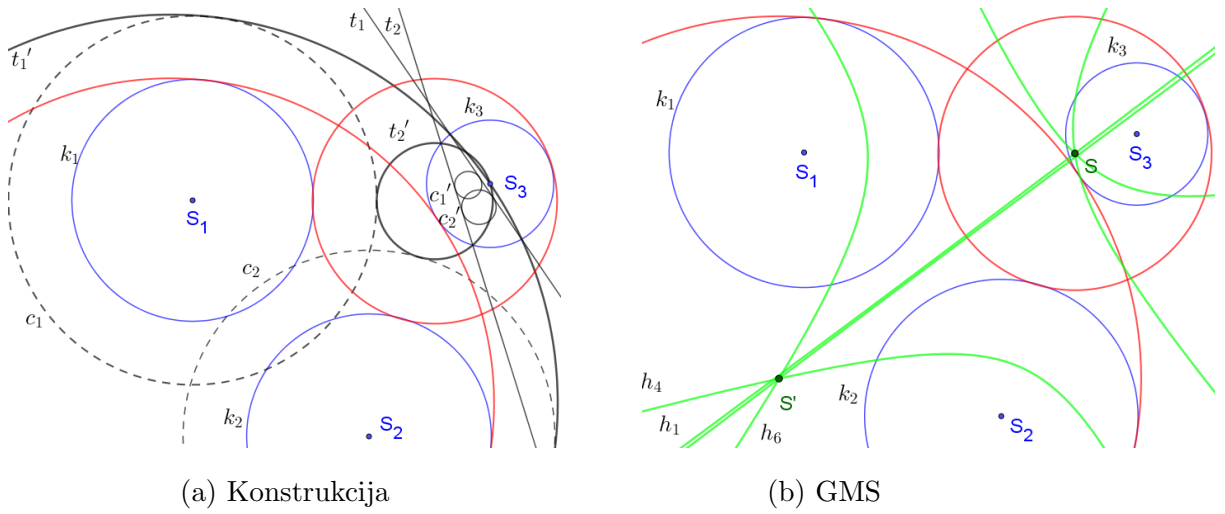 t₁′
t₁
t₂
k₁
S₁
c₁
c₂
k₂
S₂
t₂′
k₃
c₁′
c₂′
S₃
k₁
S₁
k₃
S₃
S
h₄
h₁
S'
h₆
k₂
S₂
(a) Konstrukcija
(b) GMS